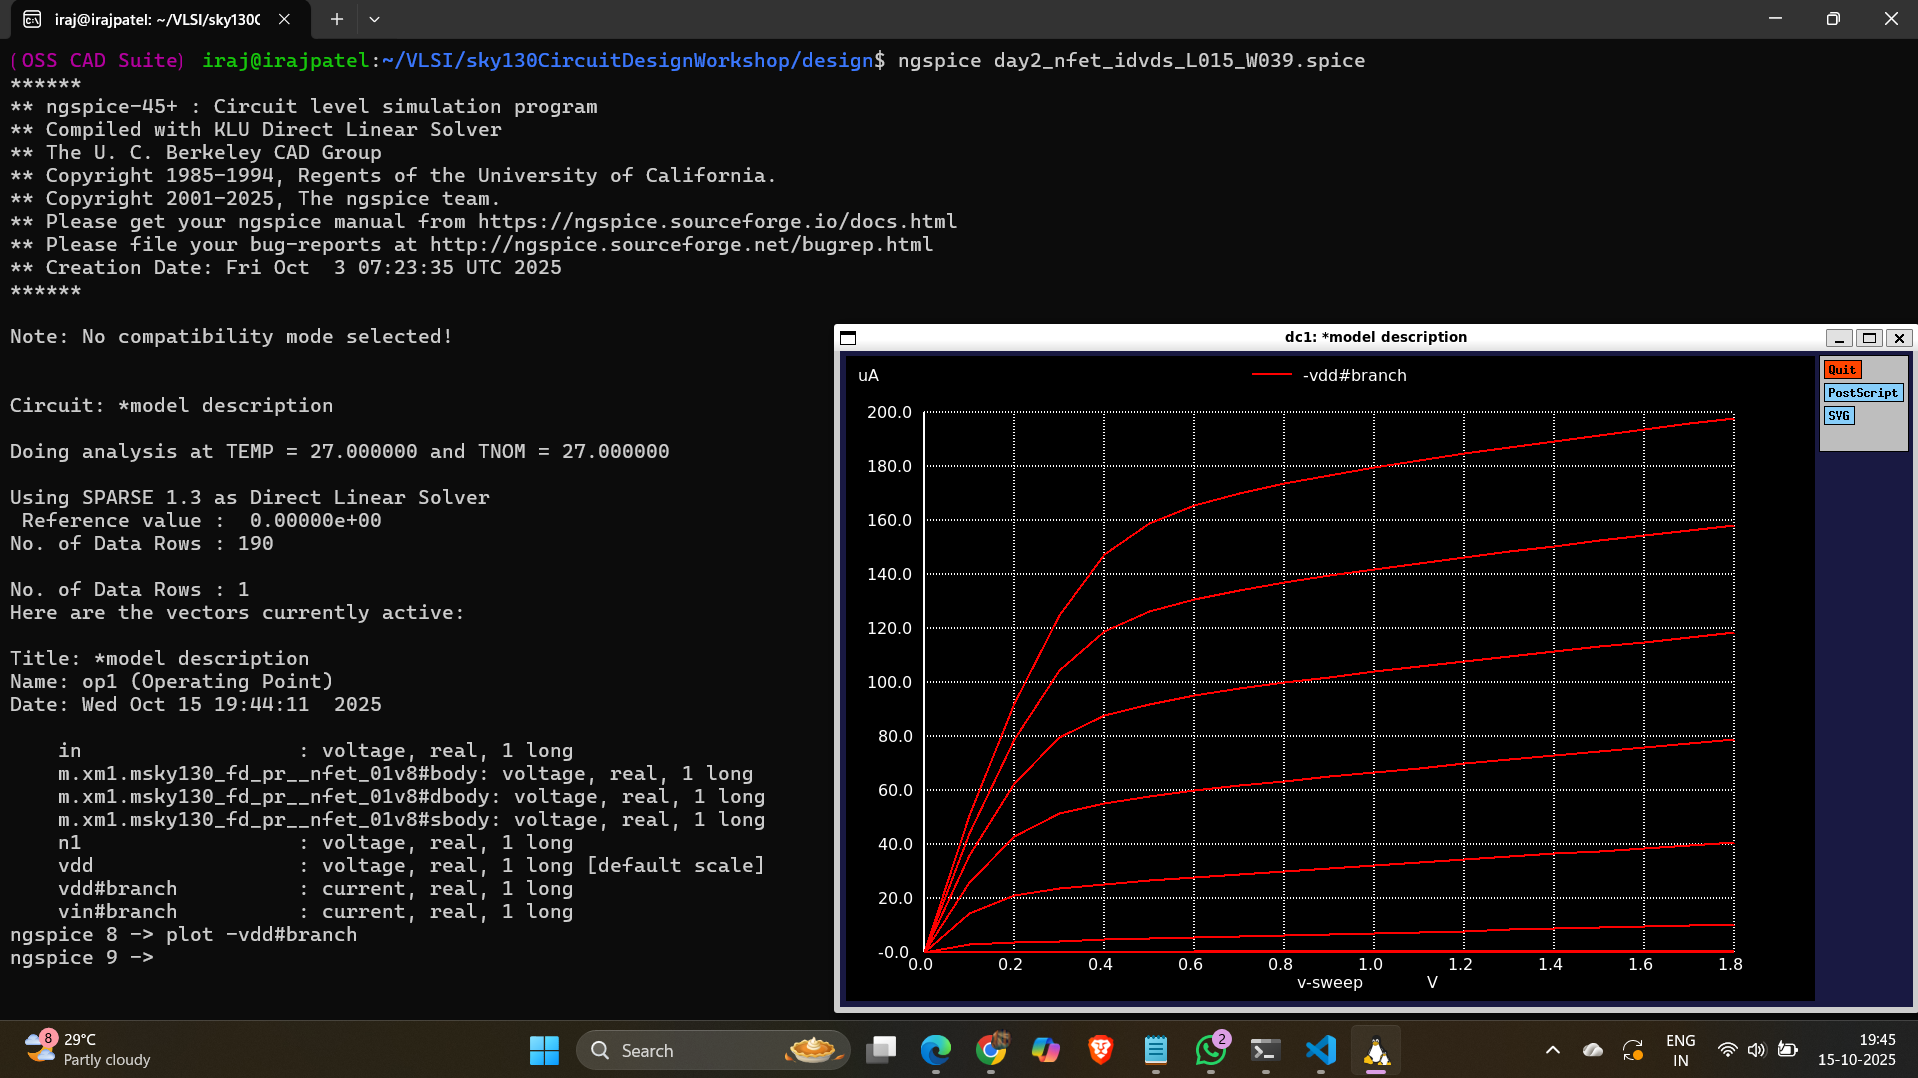 iraj@irajpatel: ~/VLSI/sky130C
(OSS CAD Suite) iraj@irajpatel:~/VLSI/sky130CircuitDesignWorkshop/design$ ngspice day2_nfet_idvds_L015_W039.spice
******
** ngspice-45+ : Circuit level simulation program
** Compiled with KLU Direct Linear Solver
** The U. C. Berkeley CAD Group
** Copyright 1985-1994, Regents of the University of California.
** Copyright 2001-2025, The ngspice team.
** Please get your ngspice manual from https://ngspice.sourceforge.io/docs.html
** Please file your bug-reports at http://ngspice.sourceforge.net/bugrep.html
** Creation Date: Fri Oct  3 07:23:35 UTC 2025
******
Note: No compatibility mode selected!
Circuit: *model description
Doing analysis at TEMP = 27.000000 and TNOM = 27.000000
Using SPARSE 1.3 as Direct Linear Solver
 Reference value :  0.00000e+00
No. of Data Rows : 190
No. of Data Rows : 1
Here are the vectors currently active:
Title: *model description
Name: op1 (Operating Point)
Date: Wed Oct 15 19:44:11  2025
    in                  : voltage, real, 1 long
    m.xm1.msky130_fd_pr__nfet_01v8#body: voltage, real, 1 long
    m.xm1.msky130_fd_pr__nfet_01v8#dbody: voltage, real, 1 long
    m.xm1.msky130_fd_pr__nfet_01v8#sbody: voltage, real, 1 long
    n1                  : voltage, real, 1 long
    vdd                 : voltage, real, 1 long [default scale]
    vdd#branch          : current, real, 1 long
    vin#branch          : current, real, 1 long
ngspice 8 -> plot -vdd#branch
ngspice 9 ->
dc1: *model description
uA
-vdd#branch
Quit
PostScript
SVG
200.0
180.0
160.0
140.0
120.0
100.0
80.0
60.0
40.0
20.0
-0.0
0.0 0.2 0.4 0.6 0.8 1.0 1.2 1.4 1.6 1.8
v-sweep V
8
29°C
Partly cloudy
Search
2
ENG
IN
19:45
15-10-2025